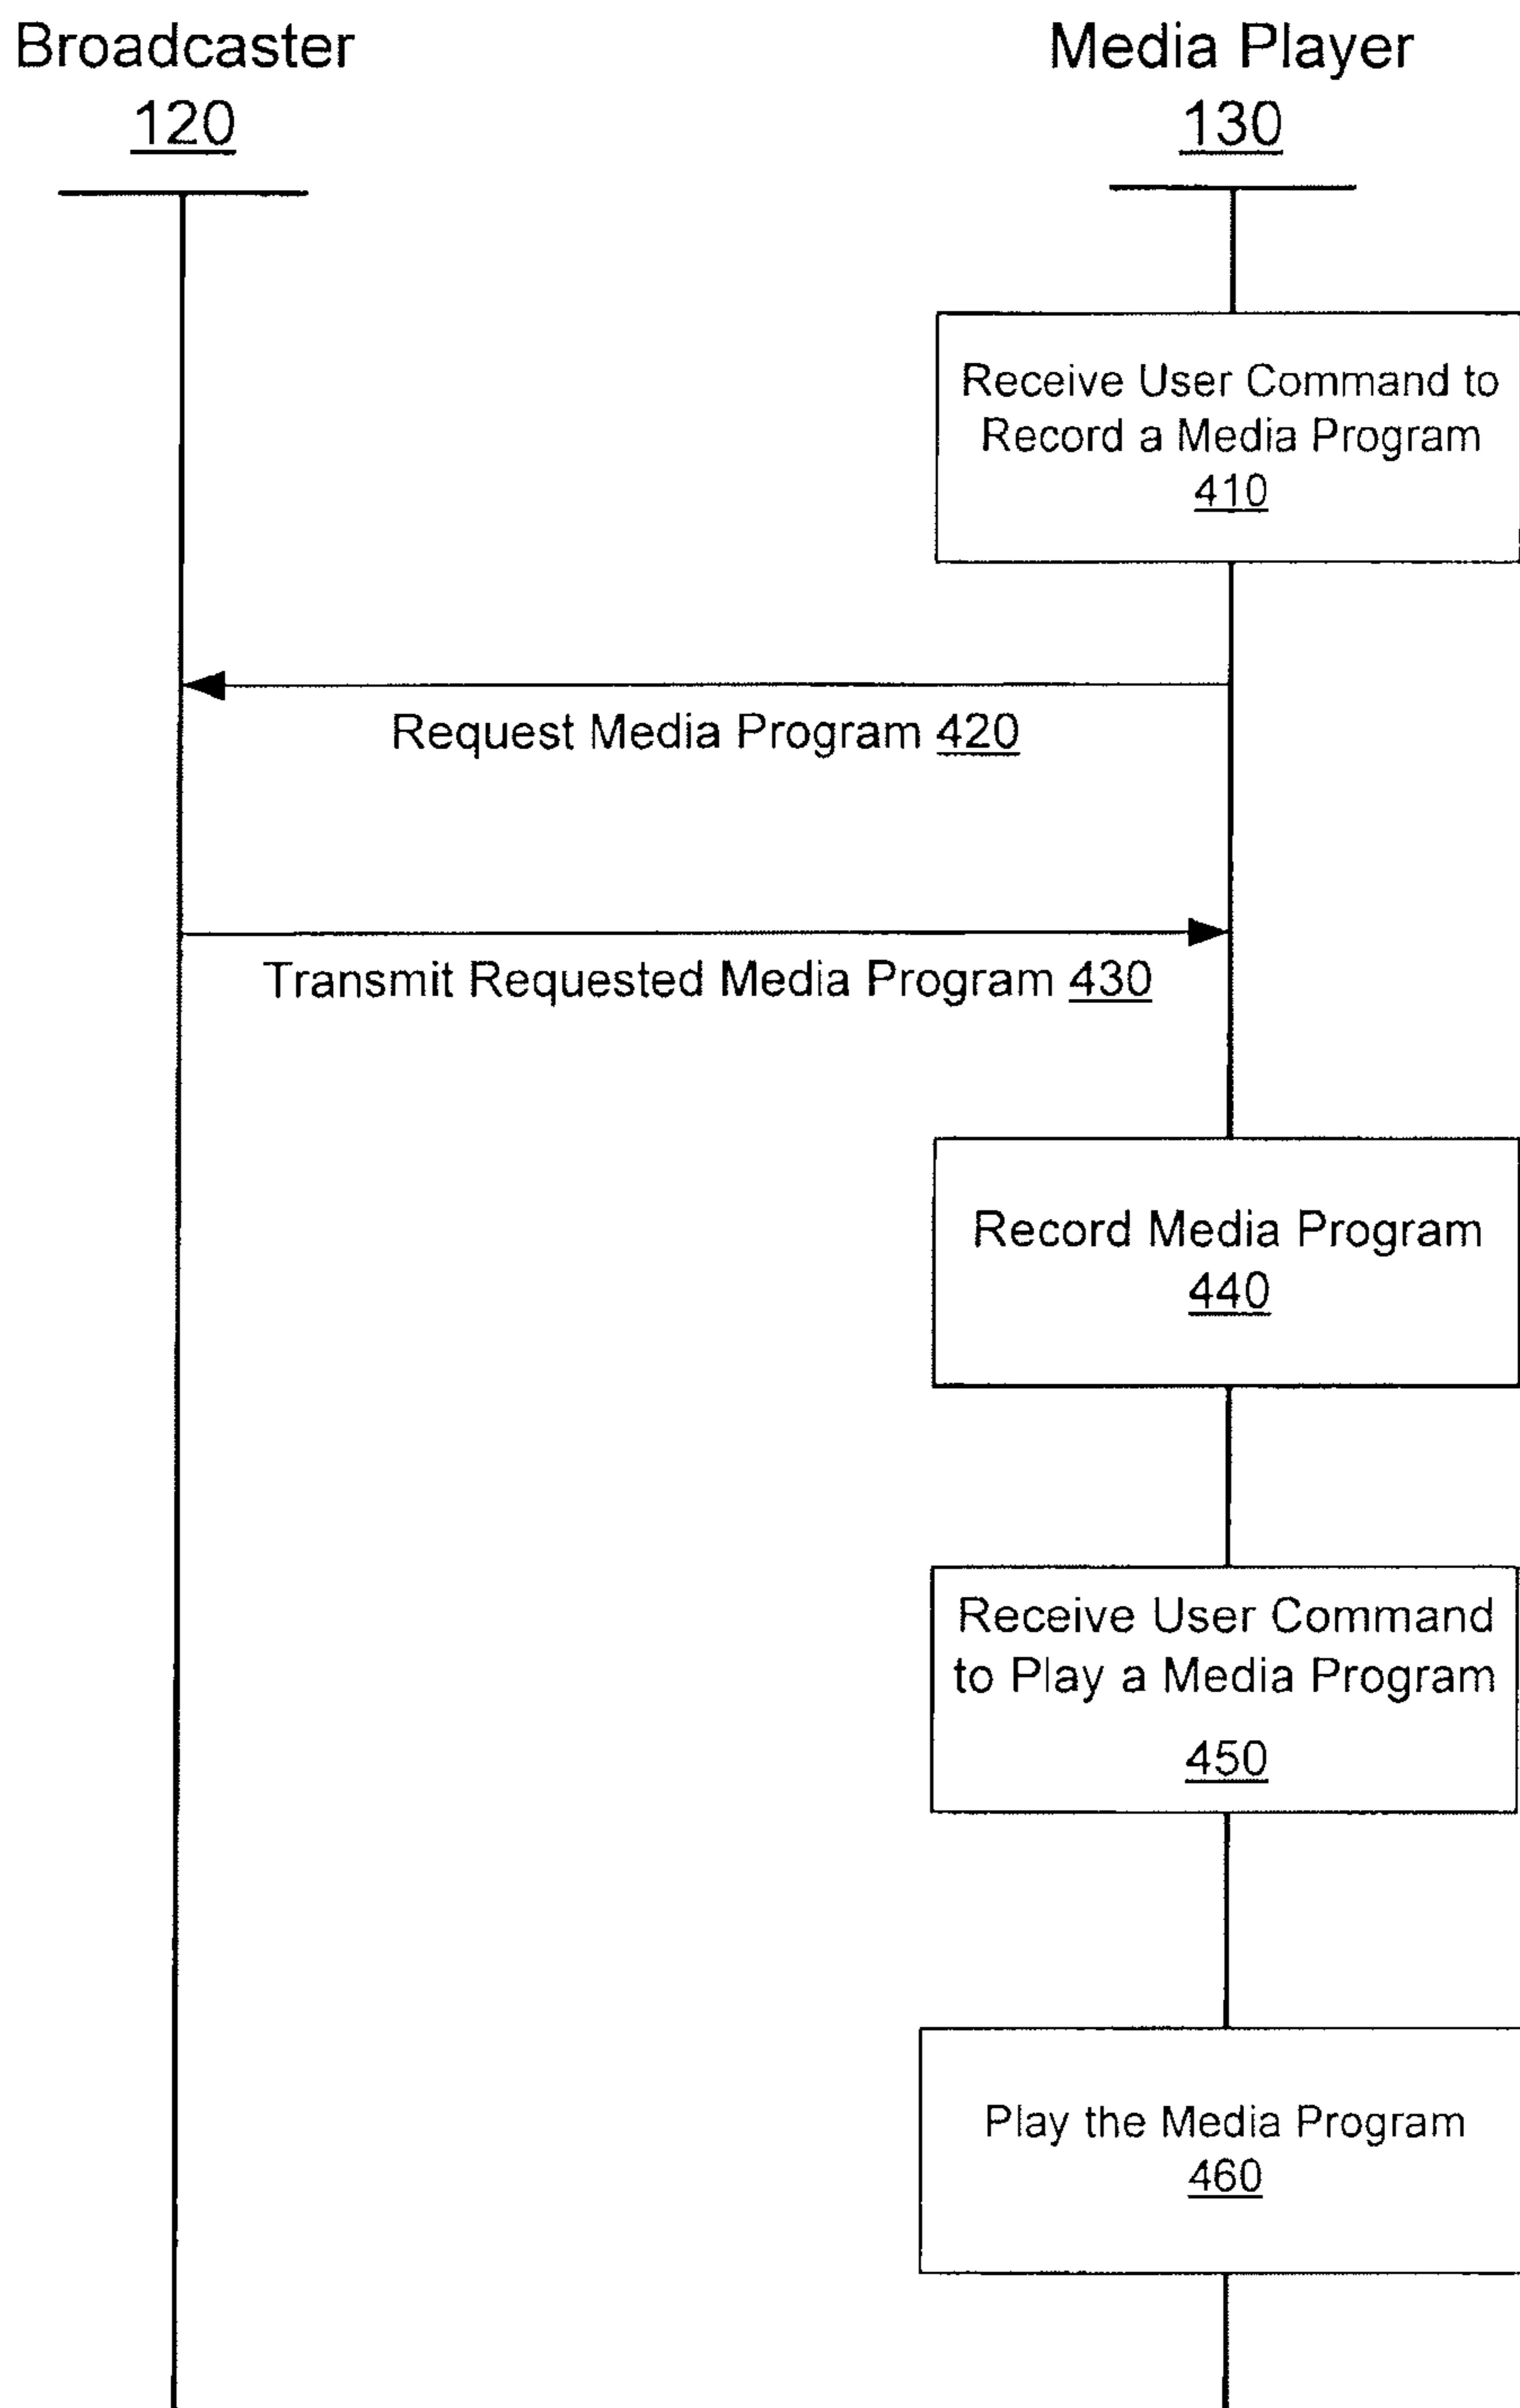 Broadcaster
120
Media Player
130
Receive User Command to
Record a Media Program
410
Request Media Program 420
Transmit Requested Media Program 430
Record Media Program
440
Receive User Command
to Play a Media Program
450
Play the Media Program
460